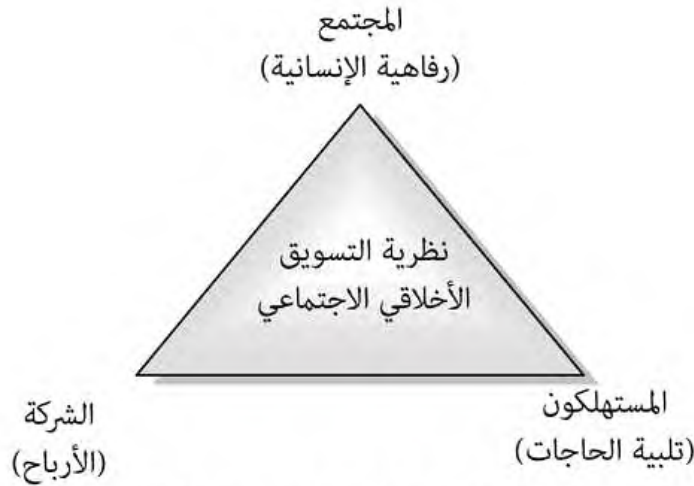 المجتمع
(رفاهية الإنسانية)
نظرية التسويق
الأخلاقي الاجتماعي
المستهلكون
(تلبية الحاجات)
الشركة
(الأرباح)